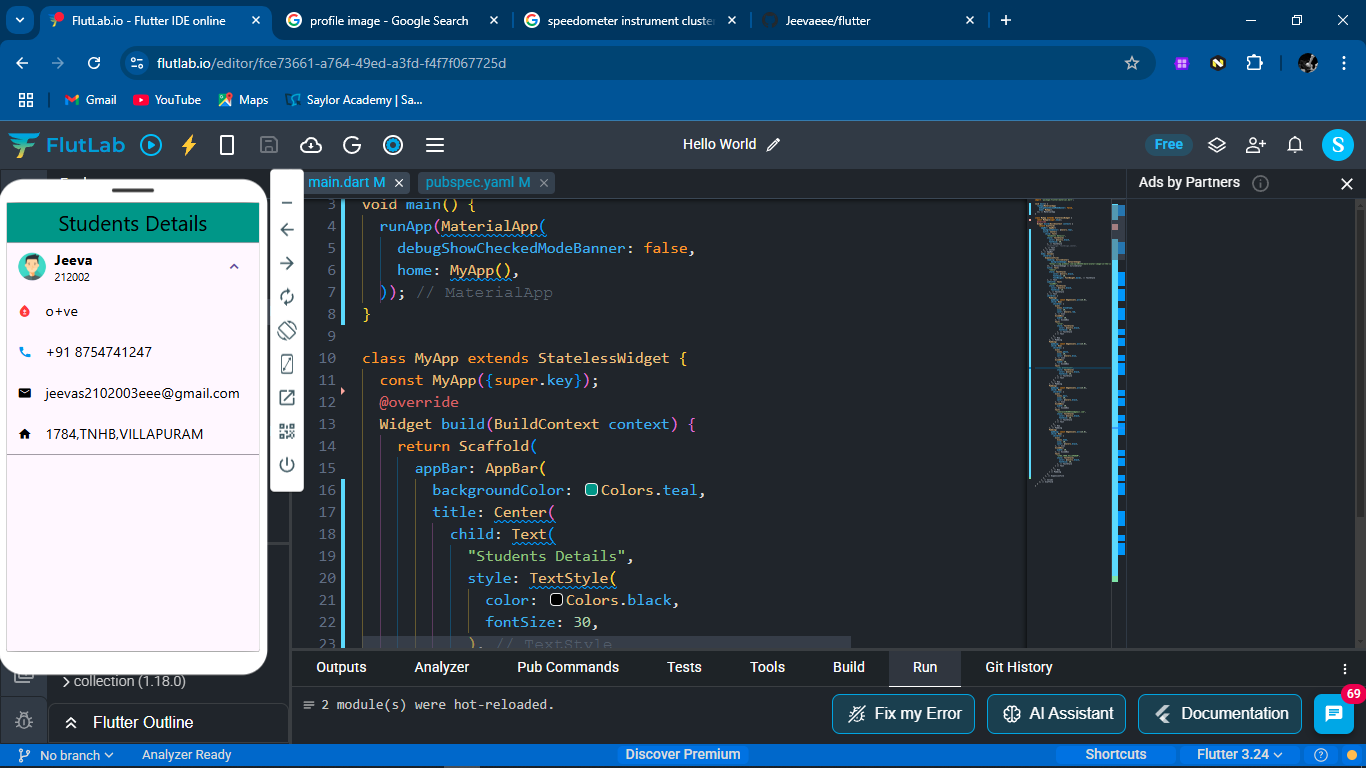 FlutLab.io - Flutter IDE online
profile image - Google Search
speedometer instrument cluste
Jeevaeee/flutter
flutlab.io/editor/fce73661-a764-49ed-a3fd-f4f7f067725d
Gmail
YouTube
Maps
Saylor Academy | Sa...
FlutLab
Hello World
Free
S
main.dart M
pubspec.yaml M
Ads by Partners
Students Details
Jeeva
212002
o+ve
+91 8754741247
jeevas2102003eee@gmail.com
1784,TNHB,VILLAPURAM
3 void main() {
4 runApp(MaterialApp(
5 debugShowCheckedModeBanner: false,
6 home: MyApp(),
7 )); // MaterialApp
8 }
9
10 class MyApp extends StatelessWidget {
11 const MyApp({super.key});
12 @override
13 Widget build(BuildContext context) {
14 return Scaffold(
15 appBar: AppBar(
16 backgroundColor: Colors.teal,
17 title: Center(
18 child: Text(
19 "Students Details",
20 style: TextStyle(
21 color: Colors.black,
22 fontSize: 30,
23 ), // TextStyle
collection (1.18.0)
Flutter Outline
Outputs
Analyzer
Pub Commands
Tests
Tools
Build
Run
Git History
2 module(s) were hot-reloaded.
Fix my Error
AI Assistant
Documentation
69
No branch
Analyzer Ready
Discover Premium
Shortcuts
Flutter 3.24